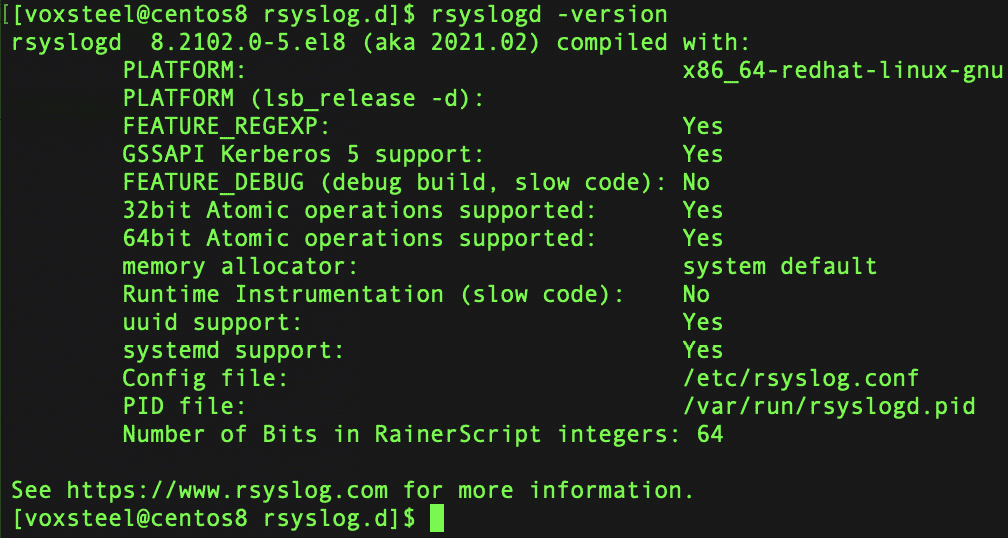 [[voxsteel@centos8 rsyslog.d]$ rsyslogd -version
rsyslogd  8.2102.0-5.el8 (aka 2021.02) compiled with:
        PLATFORM:                               x86_64-redhat-linux-gnu
        PLATFORM (lsb_release -d):
        FEATURE_REGEXP:                         Yes
        GSSAPI Kerberos 5 support:              Yes
        FEATURE_DEBUG (debug build, slow code): No
        32bit Atomic operations supported:      Yes
        64bit Atomic operations supported:      Yes
        memory allocator:                       system default
        Runtime Instrumentation (slow code):    No
        uuid support:                           Yes
        systemd support:                        Yes
        Config file:                            /etc/rsyslog.conf
        PID file:                               /var/run/rsyslogd.pid
        Number of Bits in RainerScript integers: 64

See https://www.rsyslog.com for more information.
[voxsteel@centos8 rsyslog.d]$